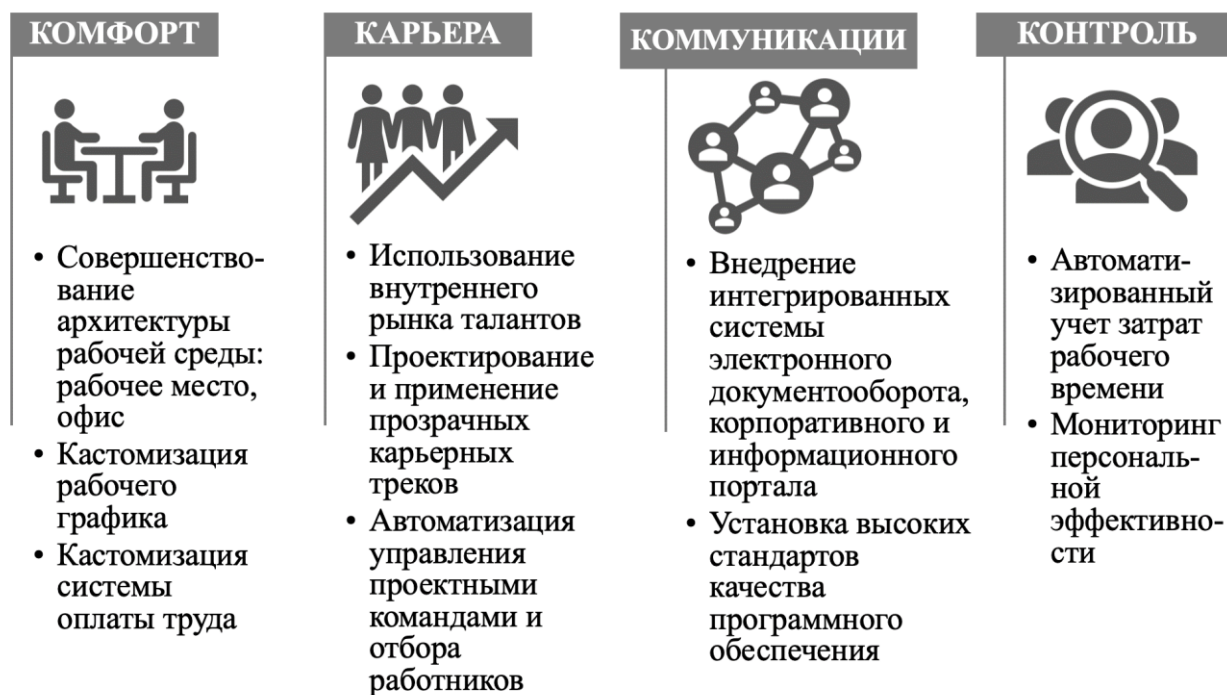 КОМФОРТ
• Совершенство-
вание
архитектуры
рабочей среды:
рабочее место,
офис
• Кастомизация
рабочего
графика
• Кастомизация
системы
оплаты труда
КАРЬЕРА
• Использование
внутреннего
рынка талантов
• Проектирование
и применение
прозрачных
карьерных
треков
• Автоматизация
управления
проектными
командами и
отбора
работников
КОММУНИКАЦИИ
• Внедрение
интегрированных
системы
электронного
документооборота,
корпоративного и
информационного
портала
• Установка высоких
стандартов
качества
программного
обеспечения
КОНТРОЛЬ
• Автомати-
зированный
учет затрат
рабочего
времени
• Мониторинг
персональ-
ной
эффективно-
сти